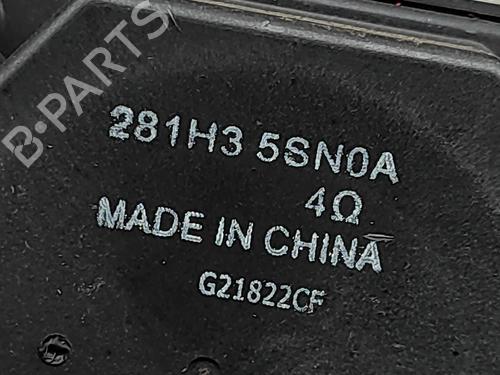 B-PARTS
281H3 5SN0A
4Ω
MADE IN CHINA
G21822CF